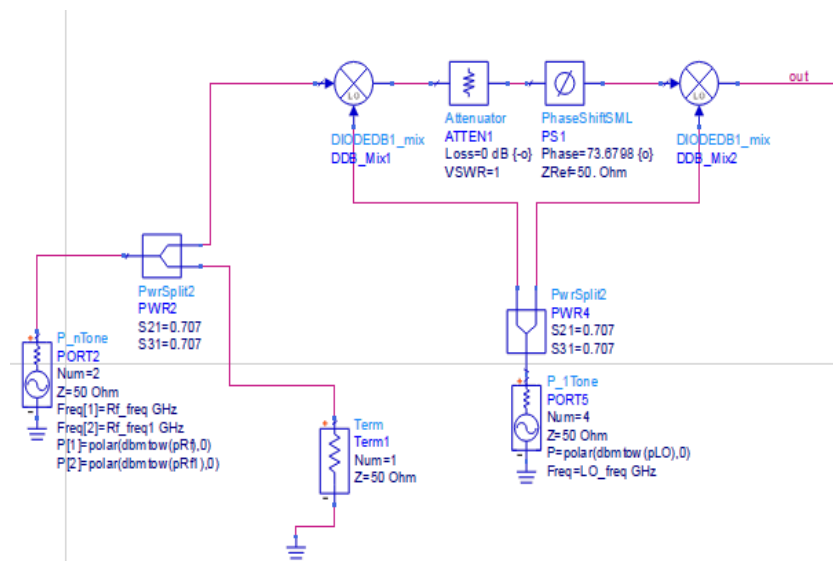 out
LO
LO
DIODEDB1_mix
DDB_Mix1
Attenuator
ATTEN1
Loss=0 dB {-o}
VSWR=1
PhaseShiftSML
PS1
Phase=73.6798 {o}
ZRef=50. Ohm
DIODEDB1_mix
DDB_Mix2
PwrSplit2
PWR2
S21=0.707
S31=0.707
PwrSplit2
PWR4
S21=0.707
S31=0.707
P_nTone
PORT2
Num=2
Z=50 Ohm
Freq[1]=Rf_freq GHz
Freq[2]=Rf_freq1 GHz
P[1]=polar(dbmtow(pRf),0)
P[2]=polar(dbmtow(pRf1),0)
Term
Term1
Num=1
Z=50 Ohm
P_1Tone
PORT5
Num=4
Z=50 Ohm
P=polar(dbmtow(pLO),0)
Freq=LO_freq GHz